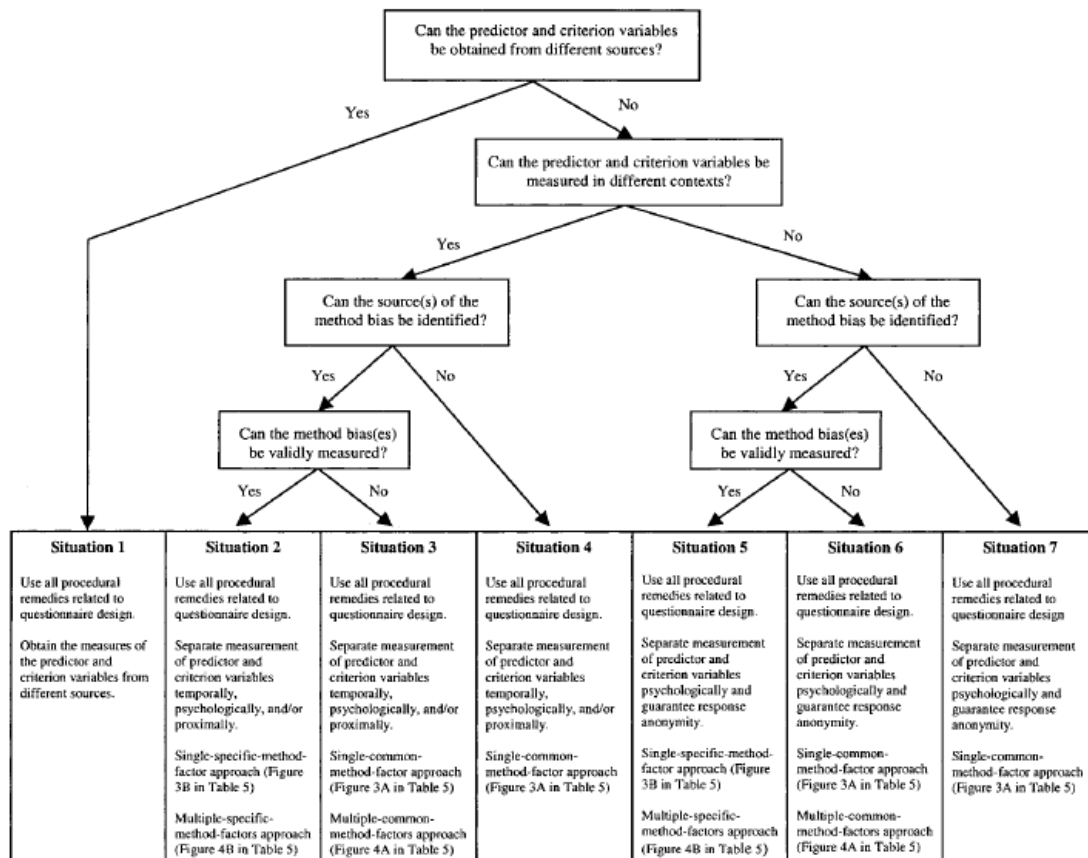 Can the predictor and criterion variables
be obtained from different sources?
Yes
No
Can the predictor and criterion variables be
measured in different contexts?
Yes
No
Can the source(s) of the
method bias be identified?
Can the source(s) of the
method bias be identified?
Yes
No
Yes
No
Can the method bias(es)
be validly measured?
Can the method bias(es)
be validly measured?
Yes
No
Yes
No
Situation 1
Use all procedural
remedies related to
questionnaire design.
Obtain the measures of
the predictor and
criterion variables from
different sources.
Situation 2
Use all procedural
remedies related to
questionnaire design.
Separate measurement
of predictor and
criterion variables
temporally,
psychologically, and/or
proximally.
Single-specific-method-
factor approach (Figure
3B in Table 5)
Multiple-specific-
method-factors approach
(Figure 4B in Table 5)
Situation 3
Use all procedural
remedies related to
questionnaire design.
Separate measurement
of predictor and
criterion variables
temporally,
psychologically, and/or
proximally.
Single-common-
method-factor approach
(Figure 3A in Table 5)
Multiple-common-
method-factors approach
(Figure 4A in Table 5)
Situation 4
Use all procedural
remedies related to
questionnaire design.
Separate measurement
of predictor and
criterion variables
temporally,
psychologically, and/or
proximally.
Single-common-
method-factor approach
(Figure 3A in Table 5)
Situation 5
Use all procedural
remedies related to
questionnaire design.
Separate measurement
of predictor and
criterion variables
psychologically and
guarantee response
anonymity.
Single-specific-method-
factor approach (Figure
3B in Table 5)
Multiple-specific-
method-factors approach
(Figure 4B in Table 5)
Situation 6
Use all procedural
remedies related to
questionnaire design.
Separate measurement
of predictor and
criterion variables
psychologically and
guarantee response
anonymity.
Single-common-
method-factor approach
(Figure 3A in Table 5)
Multiple-common-
method-factors approach
(Figure 4A in Table 5)
Situation 7
Use all procedural
remedies related to
questionnaire design
Separate measurement
of predictor and
criterion variables
psychologically and
guarantee response
anonymity.
Single-common-
method-factor approach
(Figure 3A in Table 5)